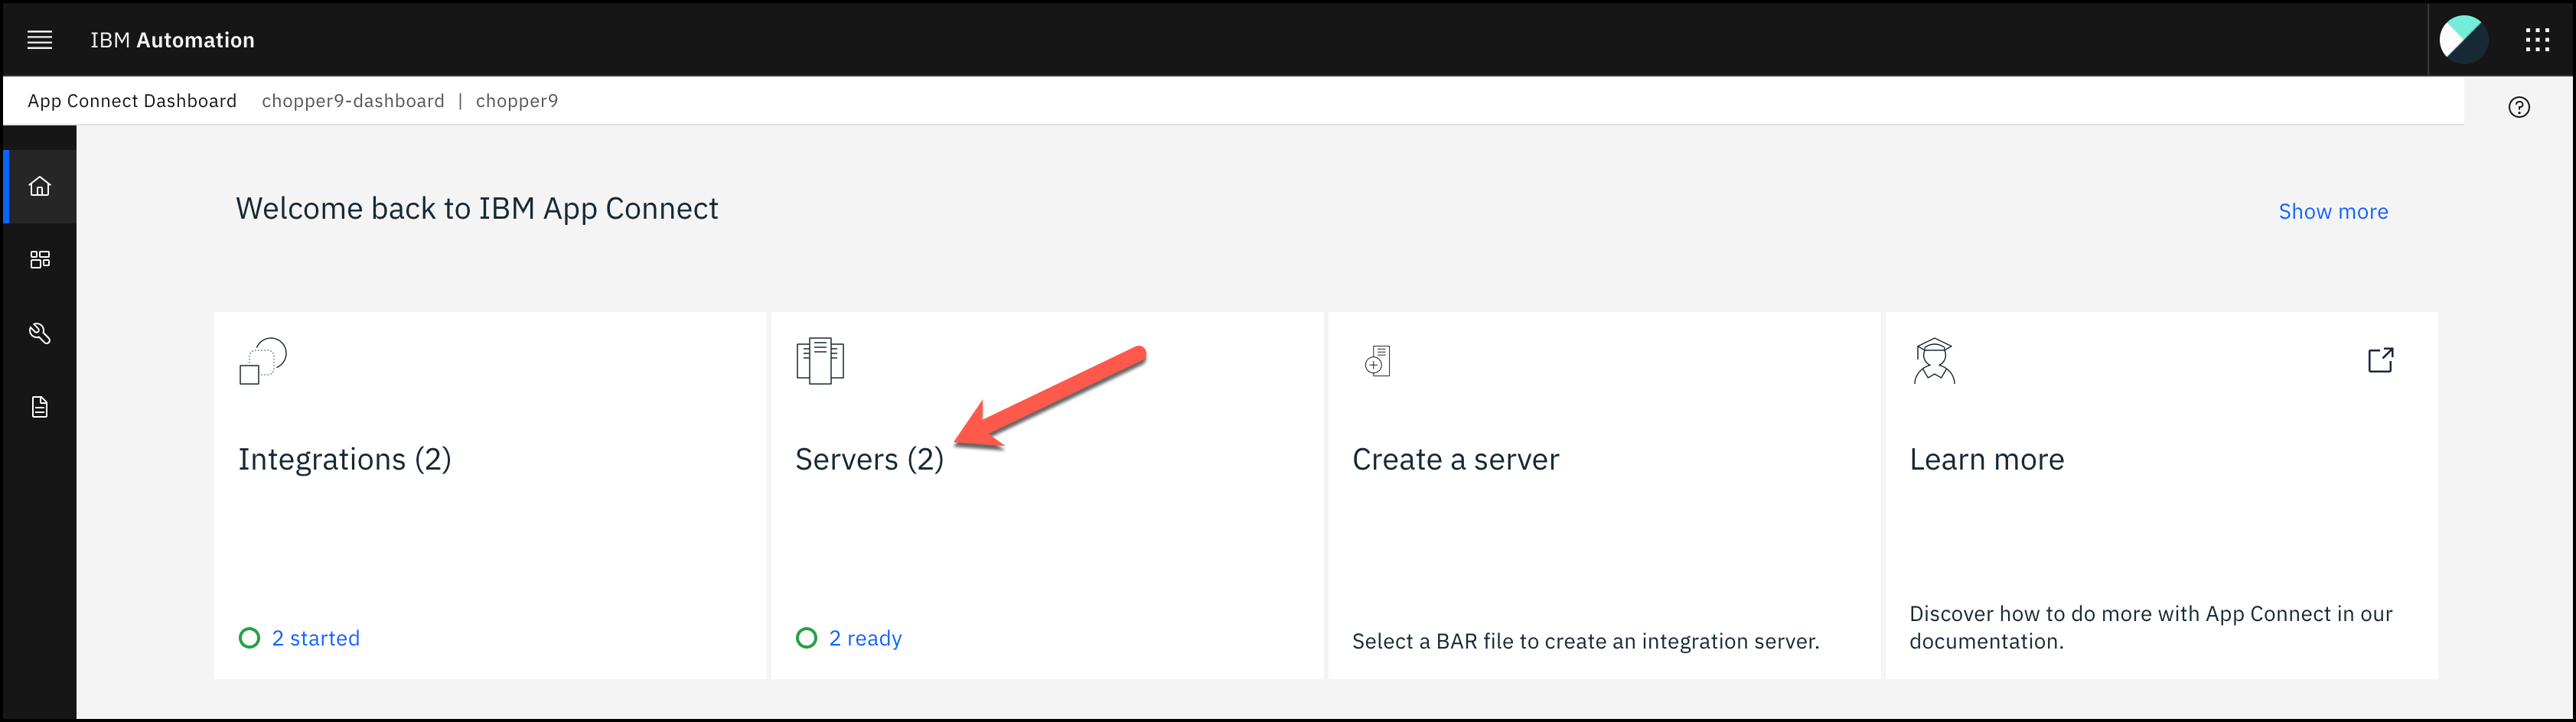 IBM Automation
App Connect Dashboard chopper9-dashboard | chopper9
Welcome back to IBM App Connect
Show more
Integrations (2)
2 started
Servers (2)
2 ready
Create a server
Select a BAR file to create an integration server.
Learn more
Discover how to do more with App Connect in our
documentation.